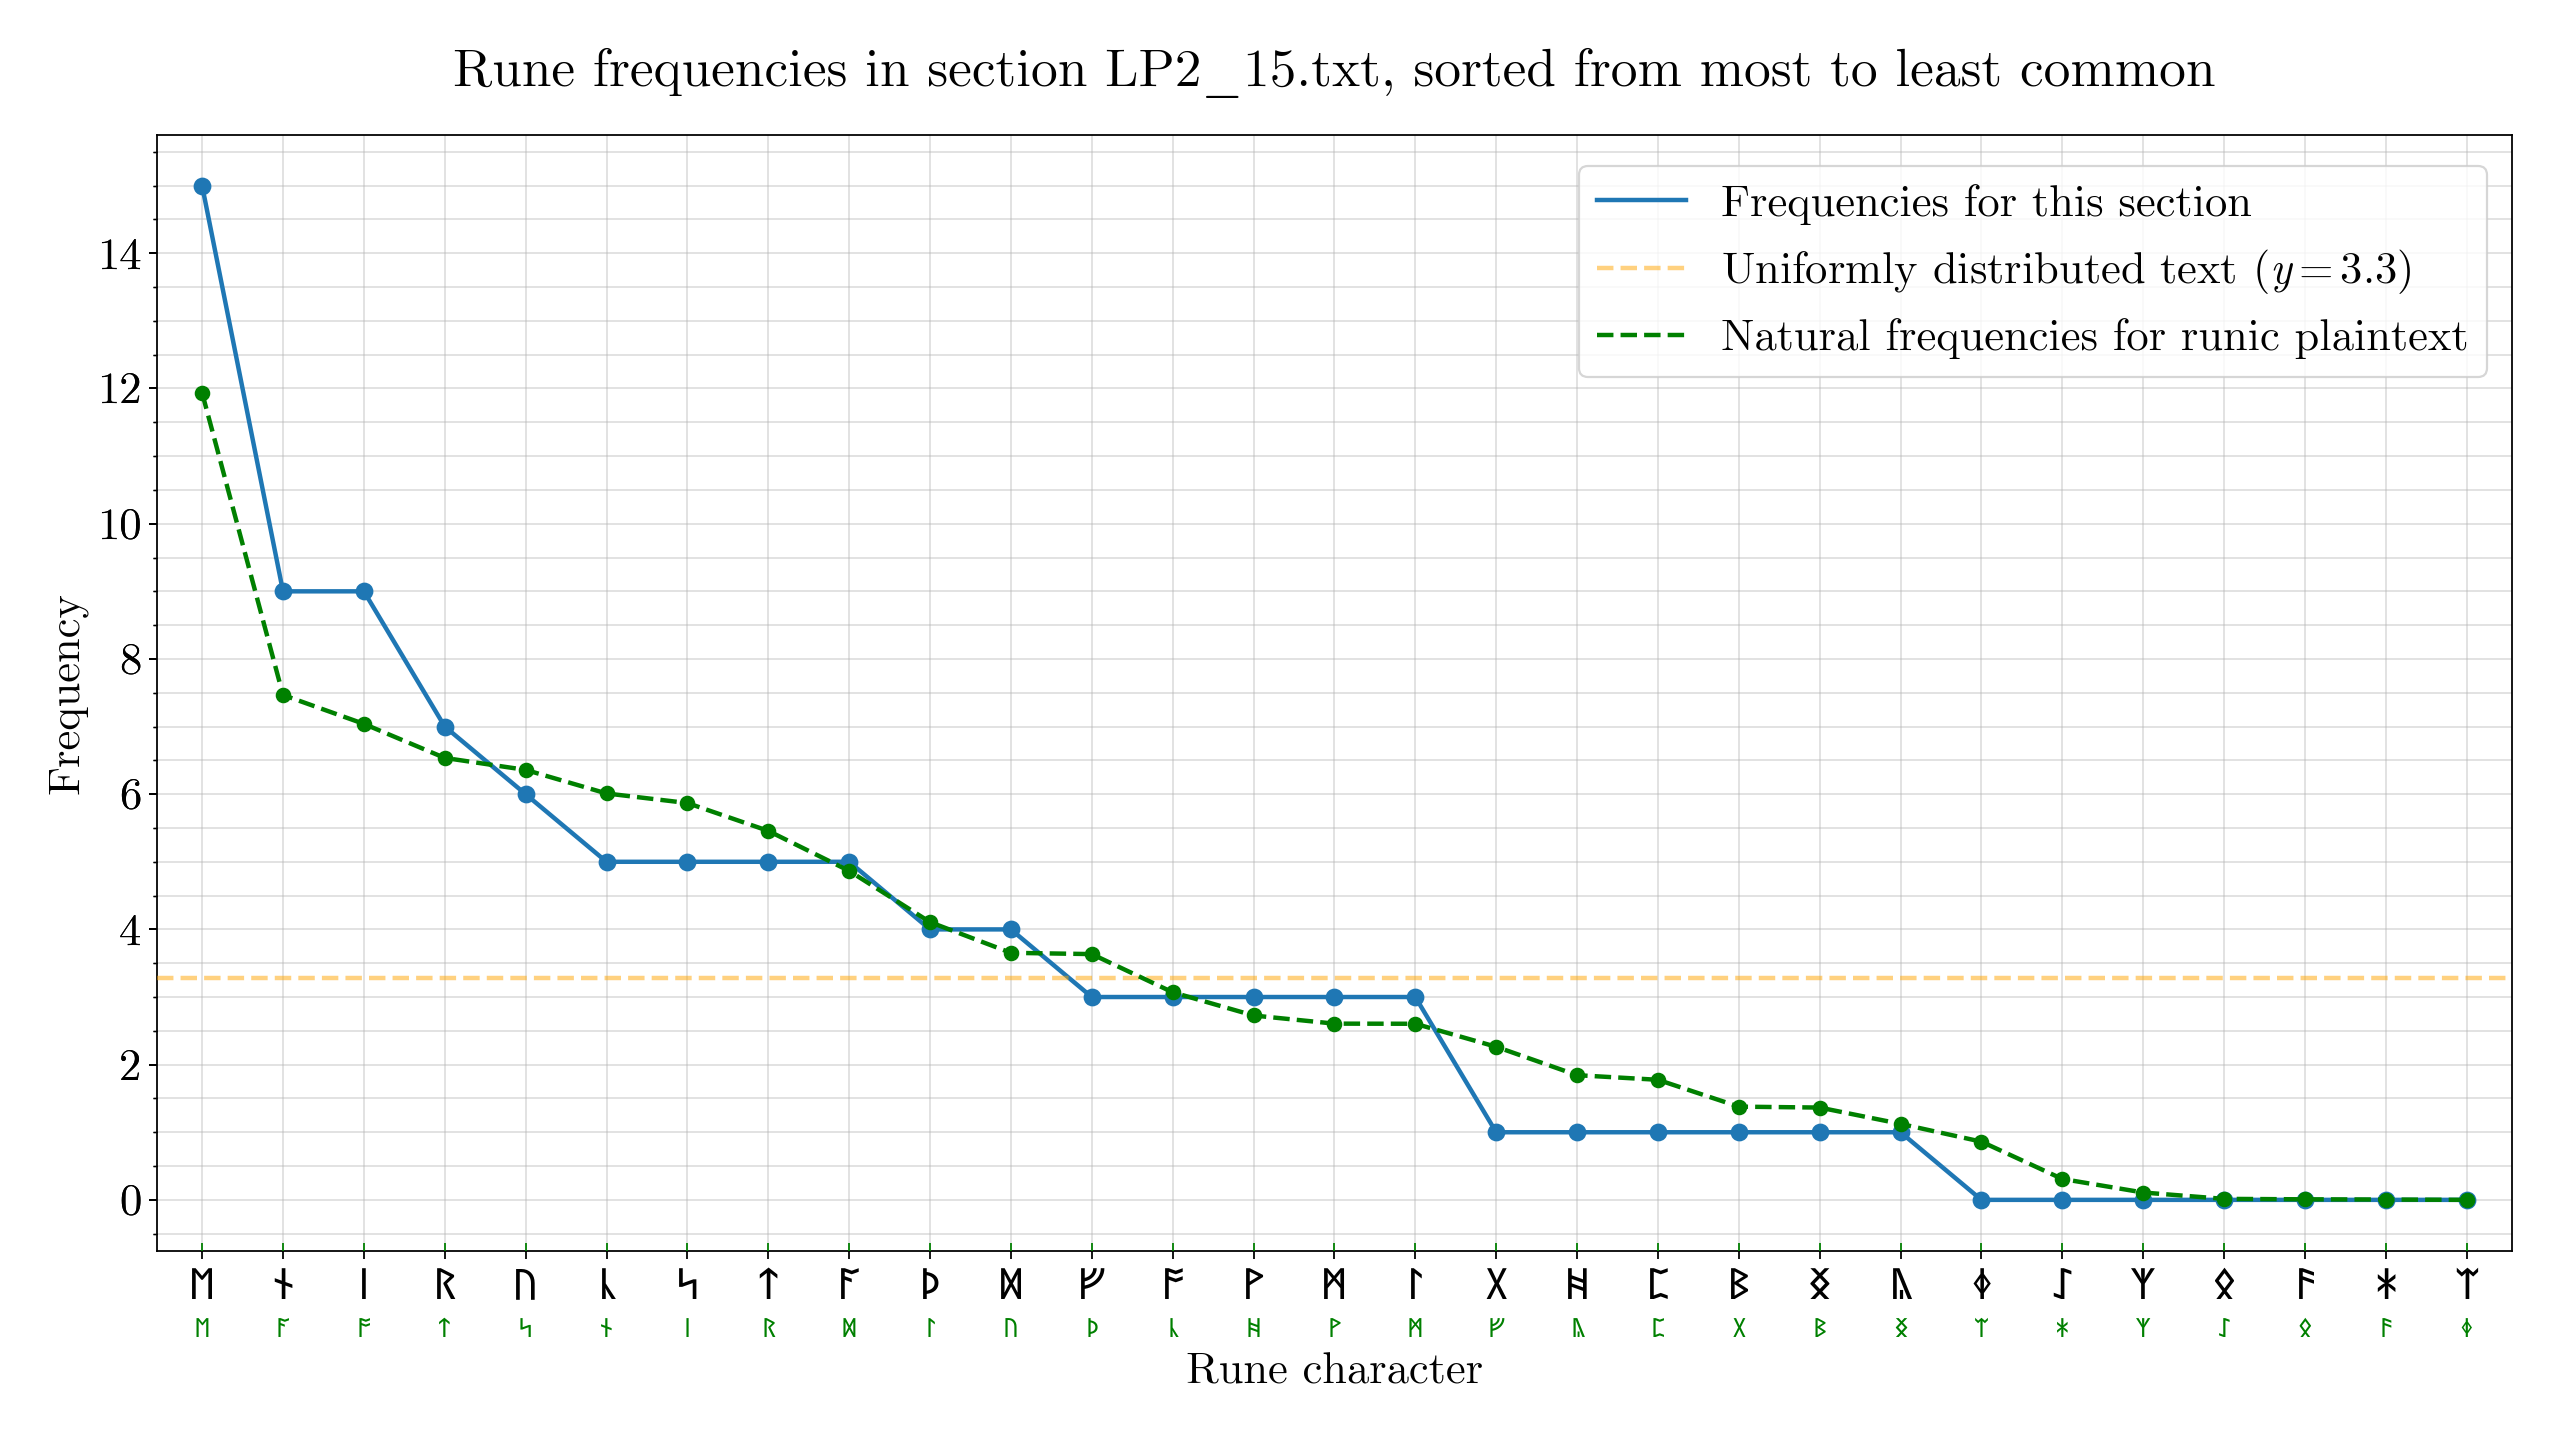 Rune frequencies in section LP2_15.txt, sorted from most to least common
Frequencies for this section
Uniformly distributed text (y = 3.3)
Natural frequencies for runic plaintext
14
12
10
8
6
4
2
0
Frequency
ᛖ ᚾ ᛁ ᚱ ᚢ ᚳ ᛋ ᛏ ᚩ ᚦ ᛞ ᚠ ᚪ ᚹ ᛗ ᛚ ᚷ ᚻ ᛈ ᛒ ᛝ ᚣ ᛄ ᛇ ᛉ ᛟ ᚫ ᛡ ᛠ
ᛖ ᚩ ᚪ ᛏ ᛋ ᚾ ᛁ ᚱ ᛞ ᛚ ᚢ ᚦ ᚳ ᚻ ᚹ ᛗ ᚠ ᚣ ᛈ ᚷ ᛒ ᛝ ᛠ ᛡ ᛉ ᛇ ᛟ ᚫ ᛄ
Rune character